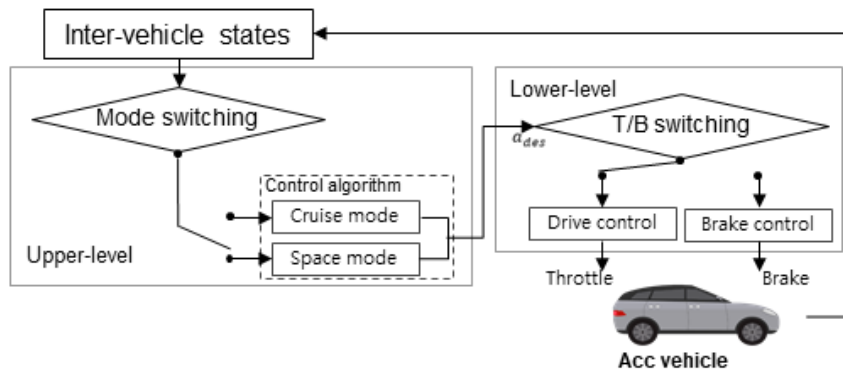 Inter-vehicle states
Mode switching
Control algorithm
Cruise mode
Space mode
Upper-level
Lower-level
T/B switching
a_des
Drive control
Brake control
Throttle
Brake
Acc vehicle